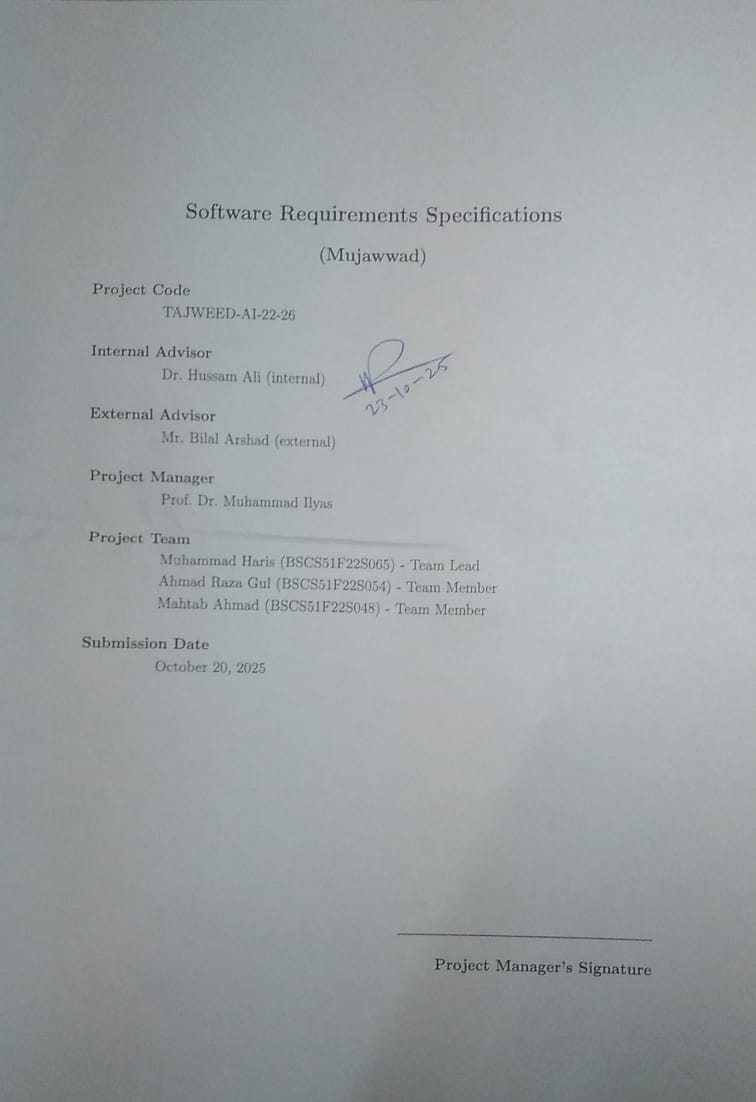 Software Requirements Specifications
(Mujawwad)
Project Code
TAJWEED-AI-22-26
Internal Advisor
Dr. Hussam Ali (internal)
23-10-25
External Advisor
Mr. Bilal Arshad (external)
Project Manager
Prof. Dr. Muhammad Ilyas
Project Team
Muhammad Haris (BSCS51F22S065) - Team Lead
Ahmad Raza Gul (BSCS51F22S054) - Team Member
Mahtab Ahmad (BSCS51F22S048) - Team Member
Submission Date
October 20, 2025
Project Manager's Signature